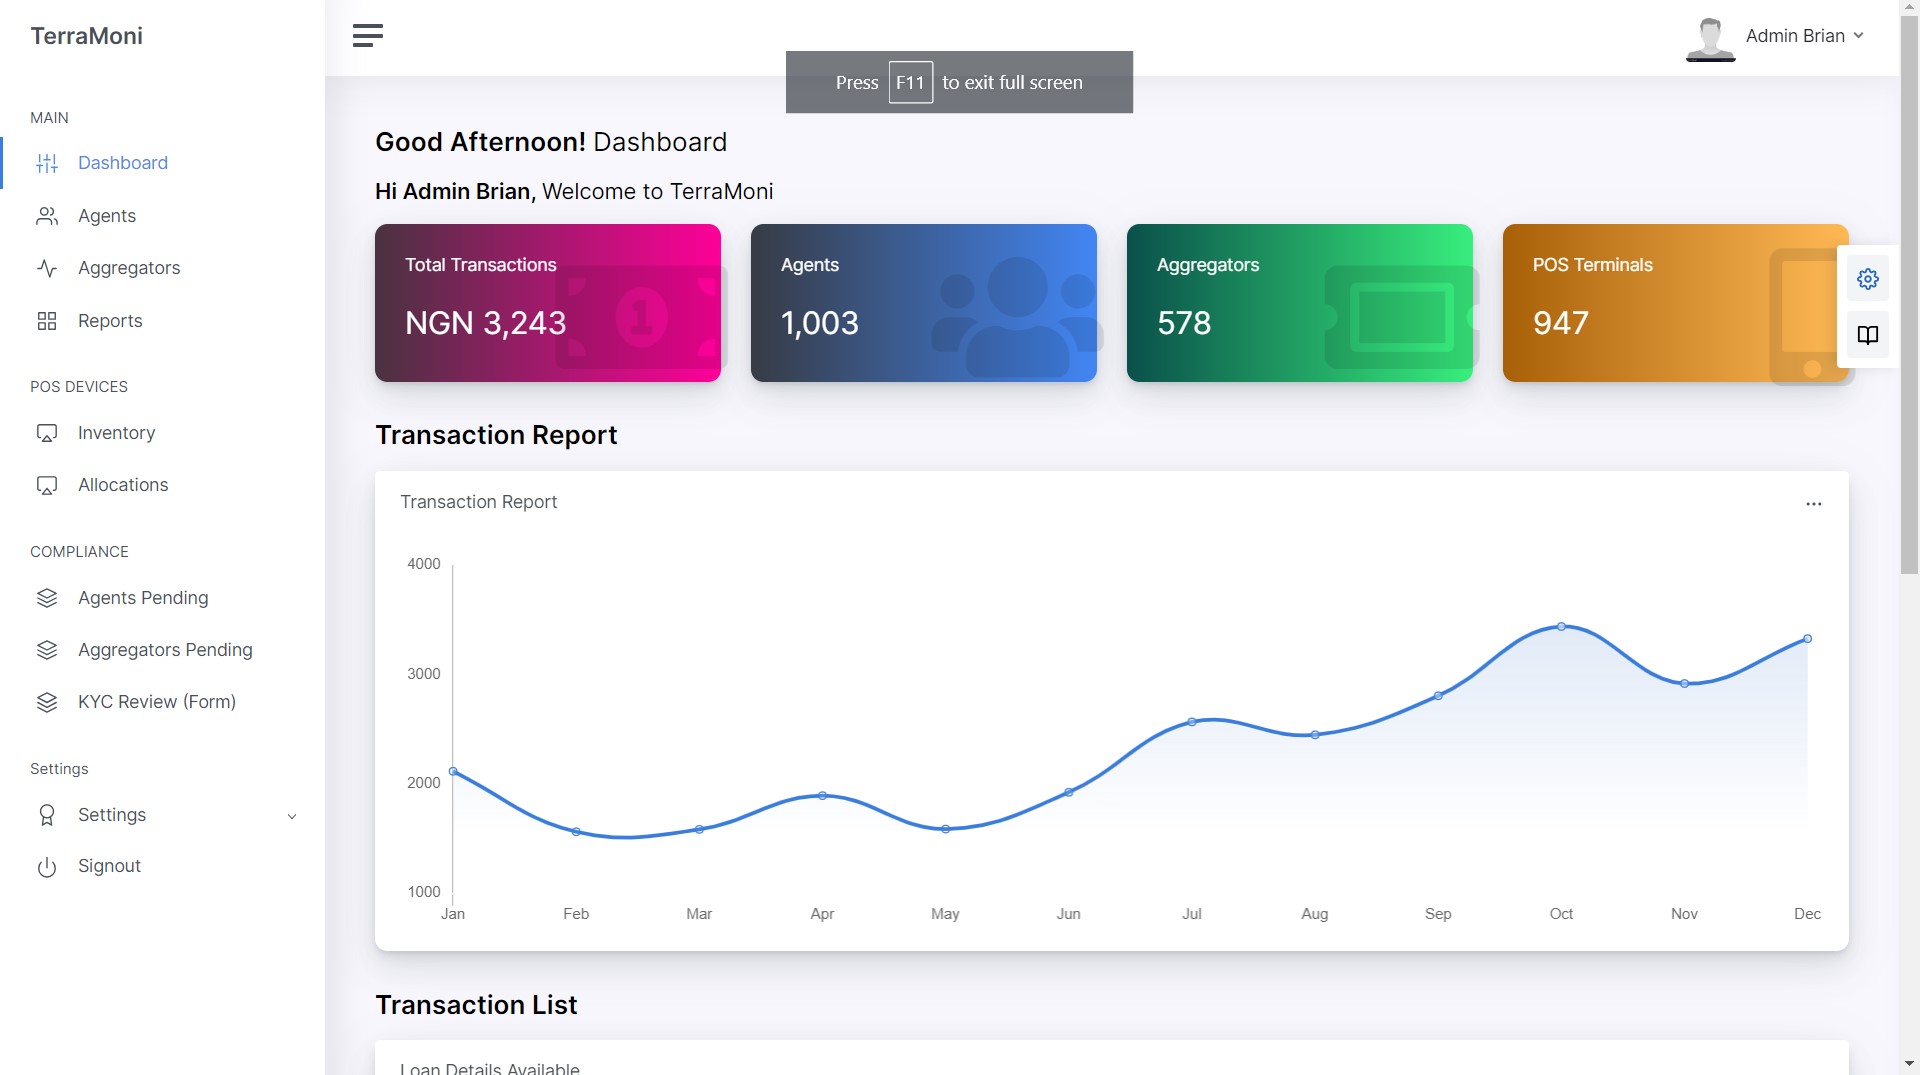 TerraMoni
Admin Brian
Press F11 to exit full screen
MAIN
Dashboard
Agents
Aggregators
Reports
POS DEVICES
Inventory
Allocations
COMPLIANCE
Agents Pending
Aggregators Pending
KYC Review (Form)
Settings
Settings
Signout
Good Afternoon! Dashboard
Hi Admin Brian, Welcome to TerraMoni
Total Transactions
NGN 3,243
1
Agents
1,003
Aggregators
578
POS Terminals
947
Transaction Report
Transaction Report
4000
3000
2000
1000
Jan Feb Mar Apr May Jun Jul Aug Sep Oct Nov Dec
Transaction List
Loan Details Available